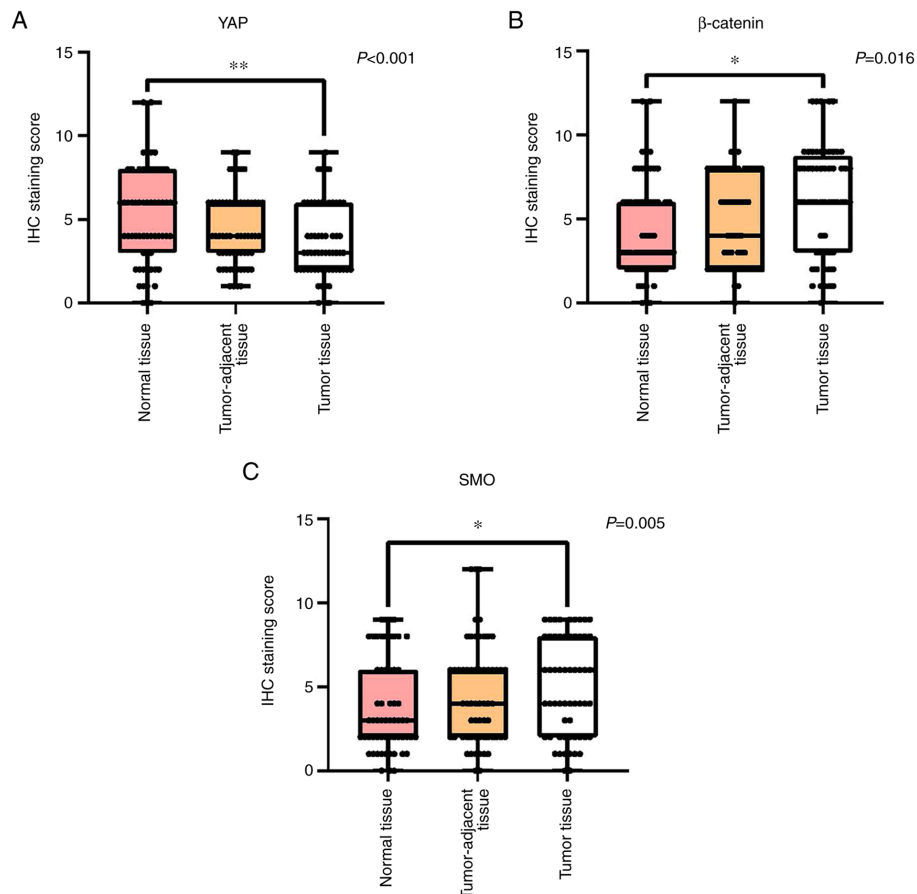 A
YAP
P<0.001
**
15
10
5
0
IHC staining score
Normal tissue
Tumor-adjacent
tissue
Tumor tissue
B
β-catenin
P=0.016
*
15
10
5
0
IHC staining score
Normal tissue
Tumor-adjacent
tissue
Tumor tissue
C
SMO
P=0.005
*
15
10
5
0
IHC staining score
Normal tissue
Tumor-adjacent
tissue
Tumor tissue